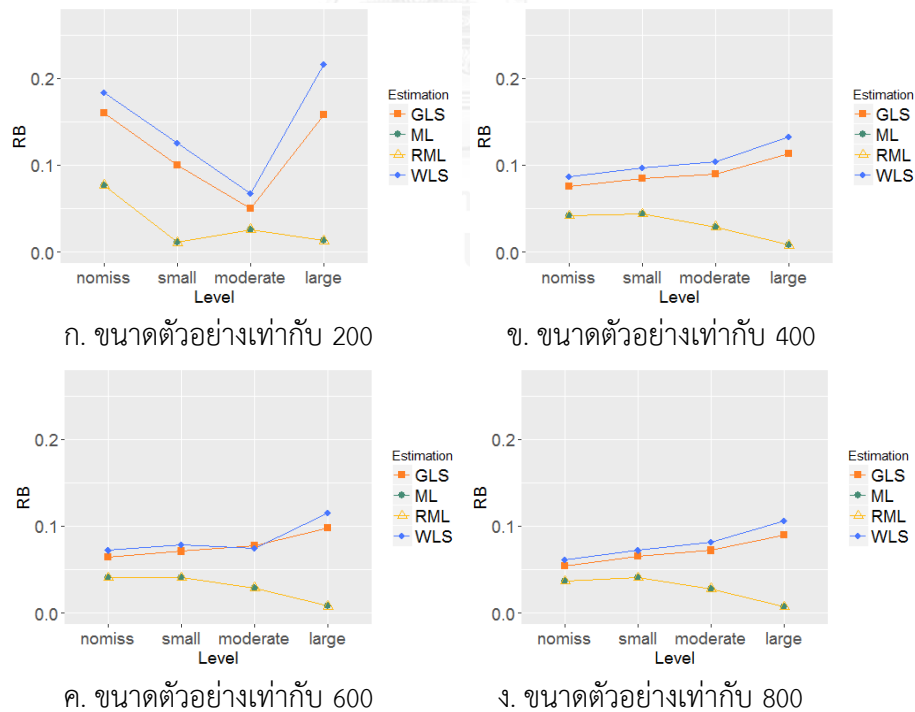 0.2
0.1
0.0
RB
nomiss small moderate large
Level
Estimation
GLS
ML
RML
WLS
ก. ขนาดตัวอย่างเท่ากับ 200
0.2
0.1
0.0
RB
nomiss small moderate large
Level
Estimation
GLS
ML
RML
WLS
ข. ขนาดตัวอย่างเท่ากับ 400
0.2
0.1
0.0
RB
nomiss small moderate large
Level
Estimation
GLS
ML
RML
WLS
ค. ขนาดตัวอย่างเท่ากับ 600
0.2
0.1
0.0
RB
nomiss small moderate large
Level
Estimation
GLS
ML
RML
WLS
ง. ขนาดตัวอย่างเท่ากับ 800